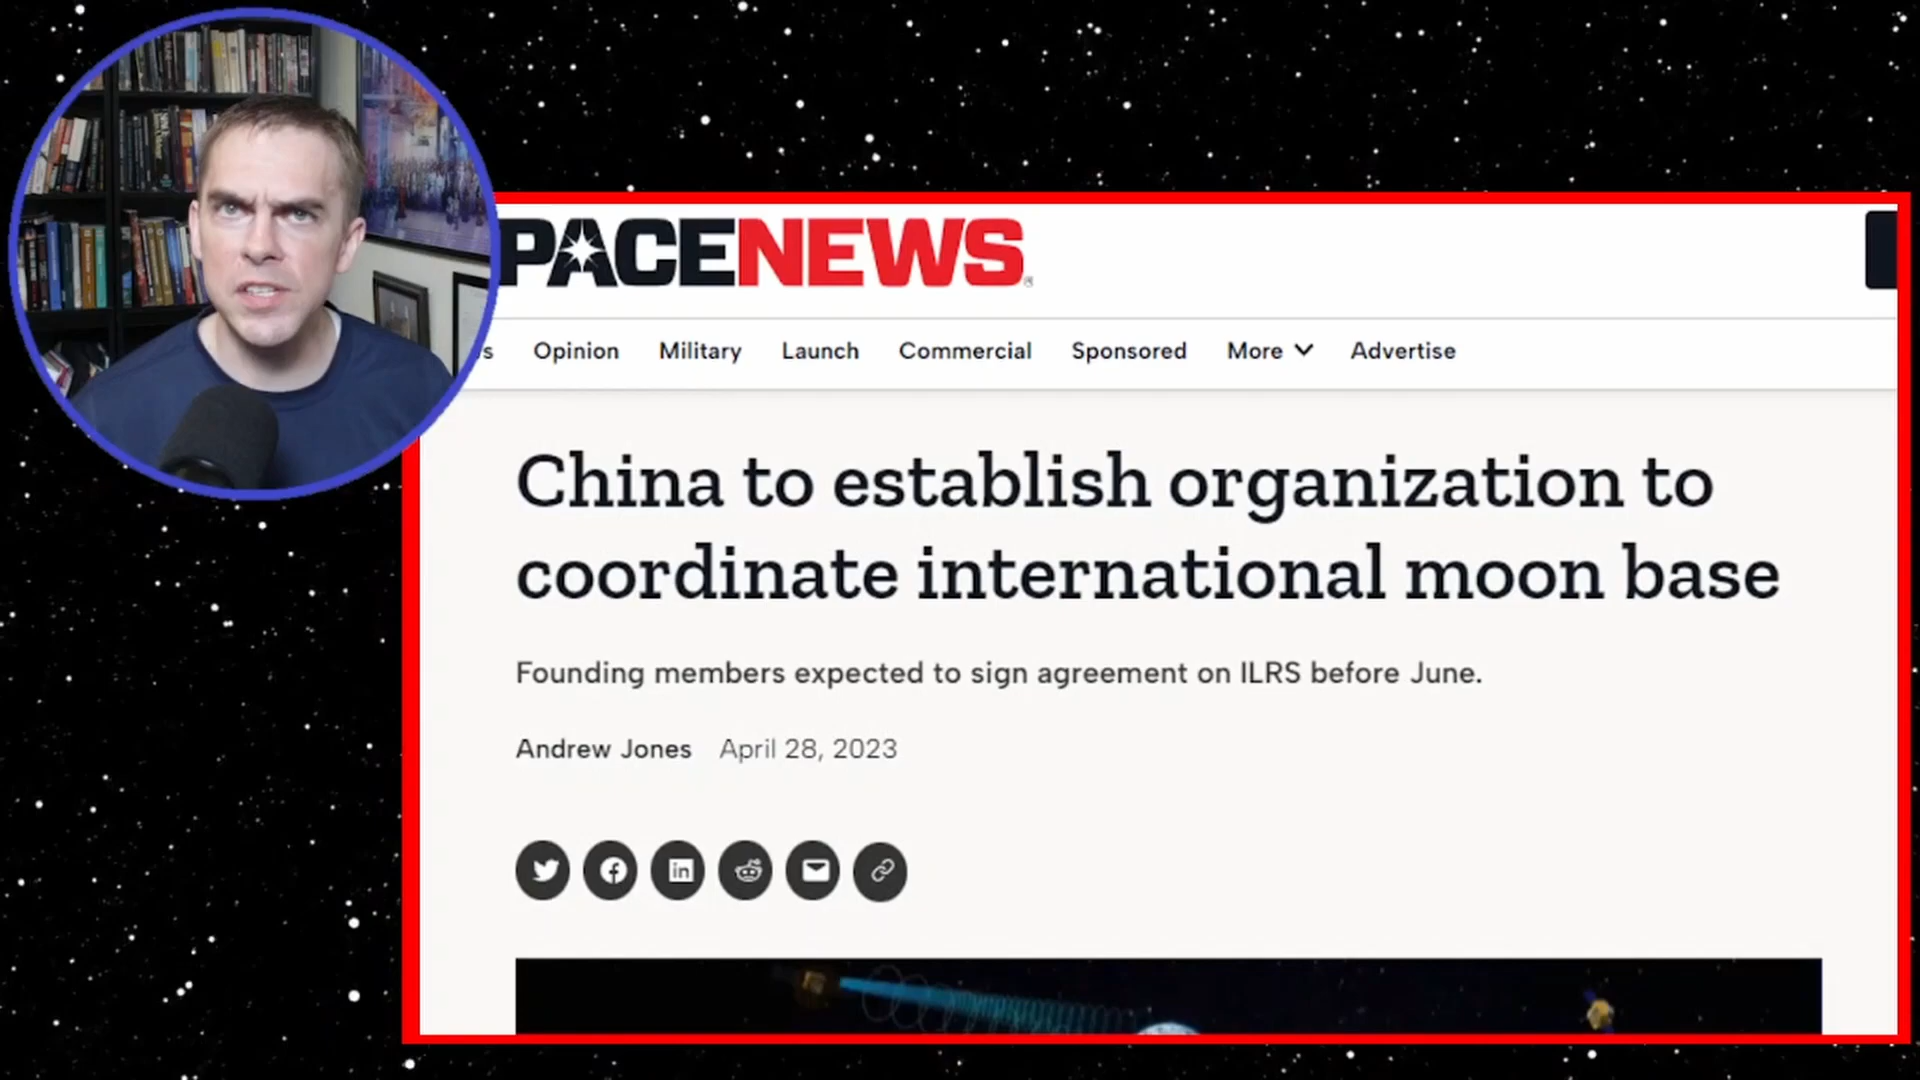 PACENEWS
s Opinion Military Launch Commercial Sponsored More Advertise
China to establish organization to
coordinate international moon base
Founding members expected to sign agreement on ILRS before June.
Andrew Jones April 28, 2023